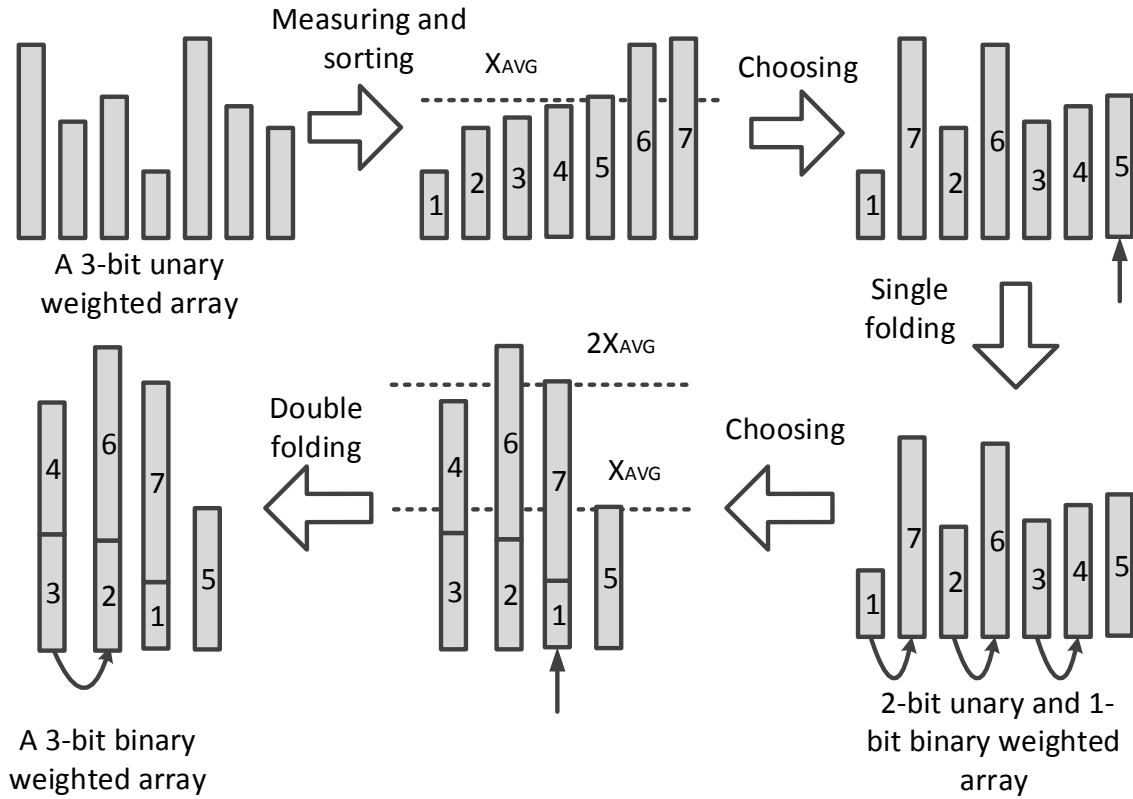 Measuring and
sorting
XAVG
Choosing
1
2
3
4
5
6
7
1
7
2
6
3
4
5
A 3-bit unary
weighted array
Single
folding
2XAVG
XAVG
Double
folding
Choosing
4
3
6
2
7
1
5
4
3
6
2
7
1
5
1
7
2
6
3
4
5
A 3-bit binary
weighted array
2-bit unary and 1-
bit binary weighted
array